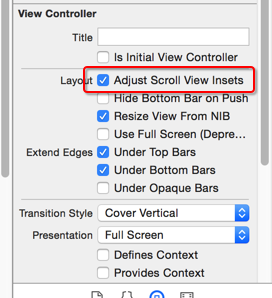 View Controller
Title
Is Initial View Controller
Layout Adjust Scroll View Insets
Hide Bottom Bar on Push
Resize View From NIB
Use Full Screen (Depre...
Extend Edges Under Top Bars
Under Bottom Bars
Under Opaque Bars
Transition Style Cover Vertical
Presentation Full Screen
Defines Context
Provides Context